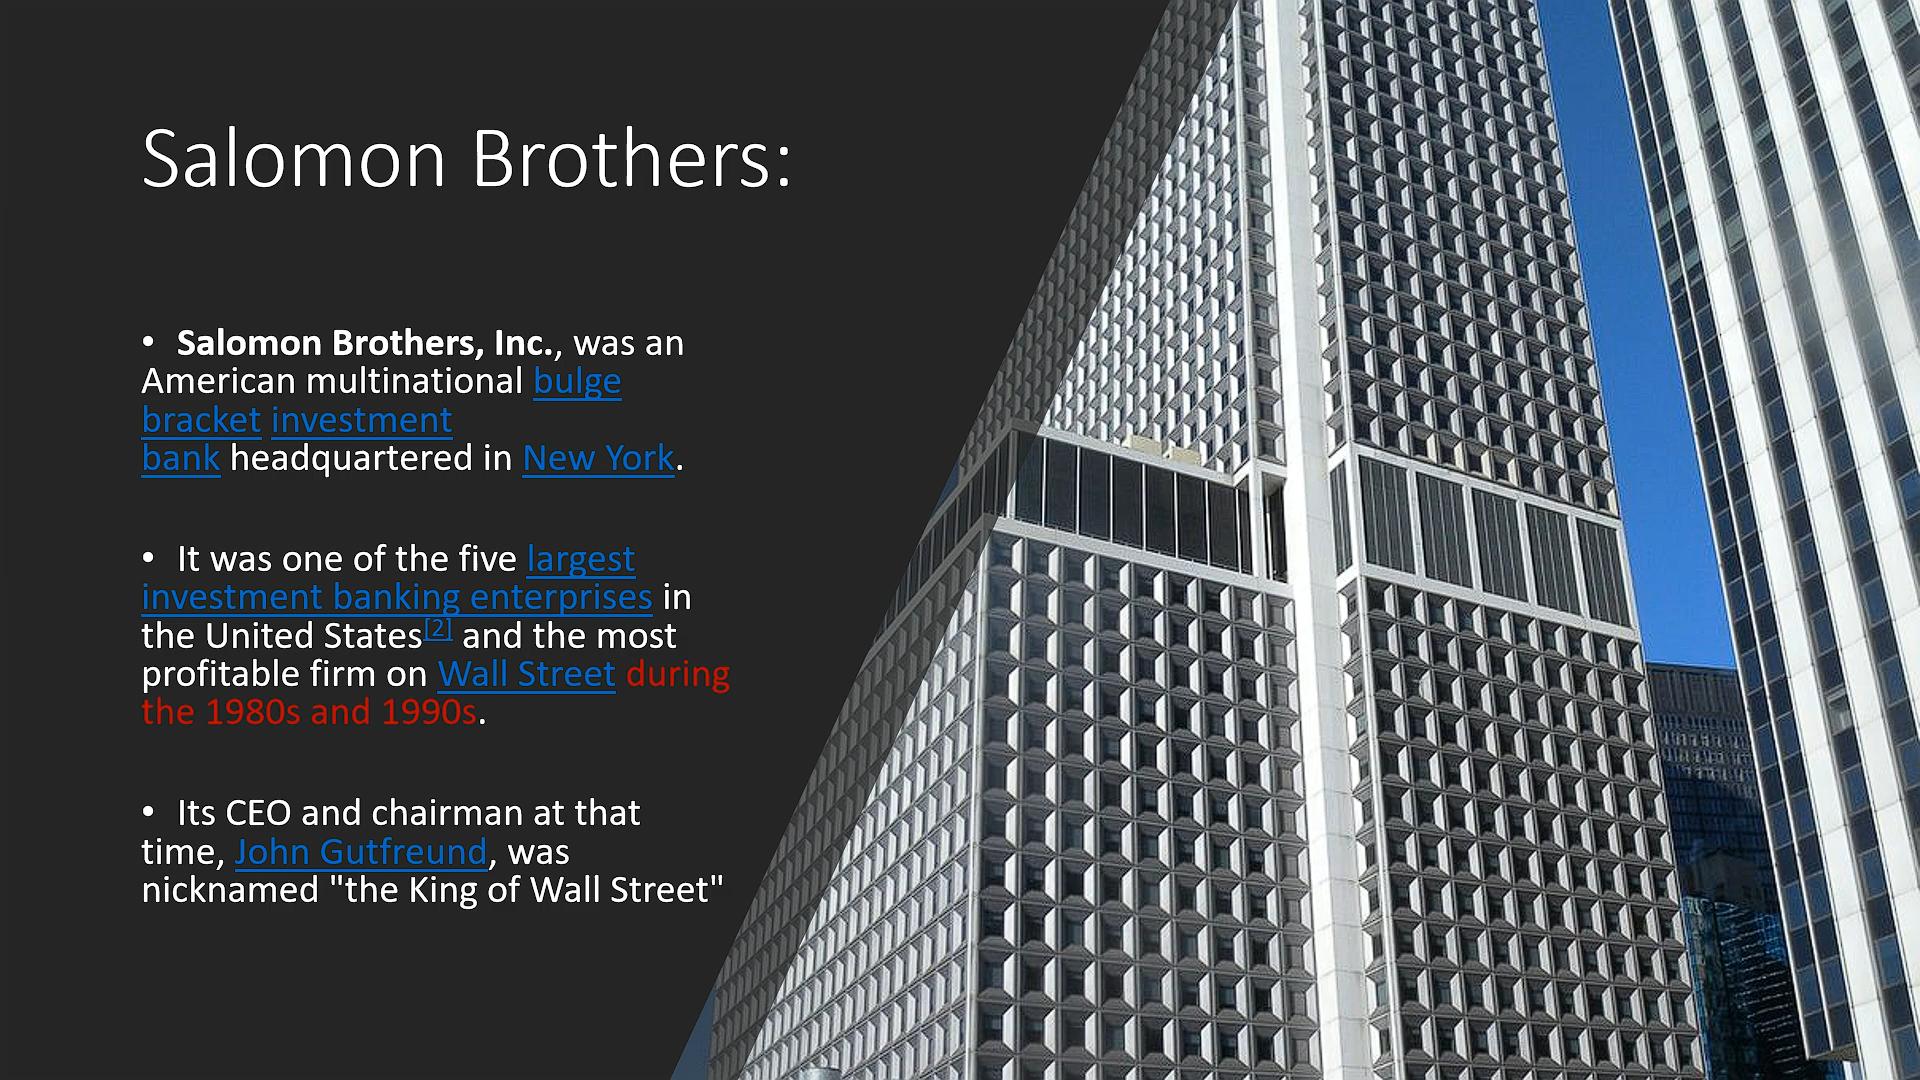 Salomon Brothers:
• Salomon Brothers, Inc., was an
American multinational bulge
bracket investment
bank headquartered in New York.
• It was one of the five largest
investment banking enterprises in
the United States[2] and the most
profitable firm on Wall Street during
the 1980s and 1990s.
• Its CEO and chairman at that
time, John Gutfreund, was
nicknamed "the King of Wall Street"